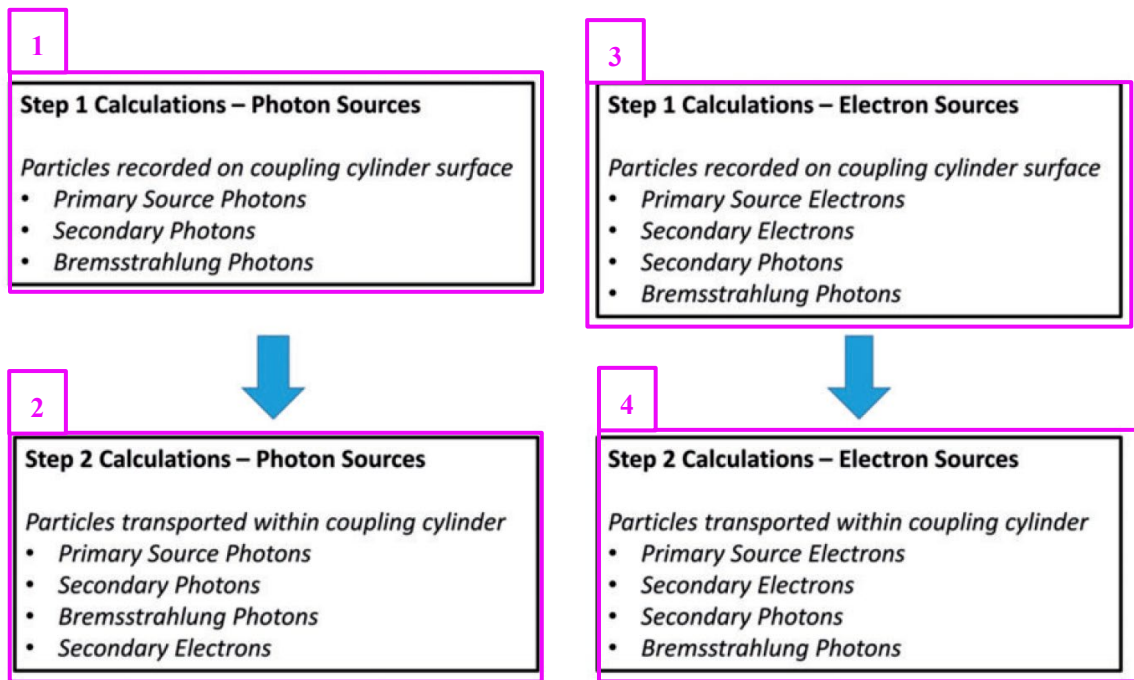 1
Step 1 Calculations – Photon Sources
Particles recorded on coupling cylinder surface
• Primary Source Photons
• Secondary Photons
• Bremsstrahlung Photons
2
Step 2 Calculations – Photon Sources
Particles transported within coupling cylinder
• Primary Source Photons
• Secondary Photons
• Bremsstrahlung Photons
• Secondary Electrons
3
Step 1 Calculations – Electron Sources
Particles recorded on coupling cylinder surface
• Primary Source Electrons
• Secondary Electrons
• Secondary Photons
• Bremsstrahlung Photons
4
Step 2 Calculations – Electron Sources
Particles transported within coupling cylinder
• Primary Source Electrons
• Secondary Electrons
• Secondary Photons
• Bremsstrahlung Photons